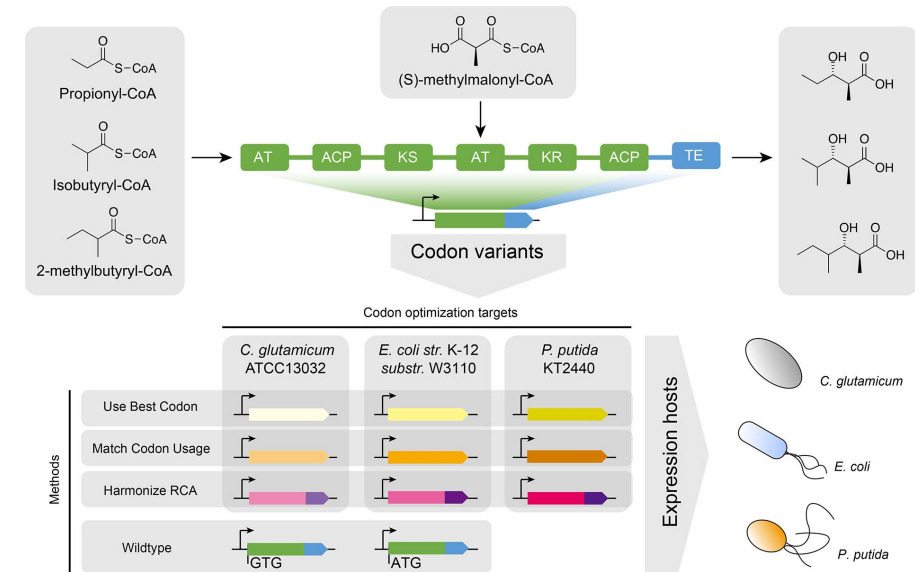 O
S–CoA
Propionyl-CoA
O
S–CoA
Isobutyryl-CoA
O
S–CoA
2-methylbutyryl-CoA
O O
HO S–CoA
(S)-methylmalonyl-CoA
AT ACP KS AT KR ACP TE
OH O
OH
OH O
OH
OH O
OH
Codon variants
Codon optimization targets
C. glutamicum
ATCC13032
E. coli str. K-12
substr. W3110
P. putida
KT2440
Methods
Use Best Codon
Match Codon Usage
Harmonize RCA
Wildtype
GTG
ATG
Expression hosts
C. glutamicum
E. coli
P. putida